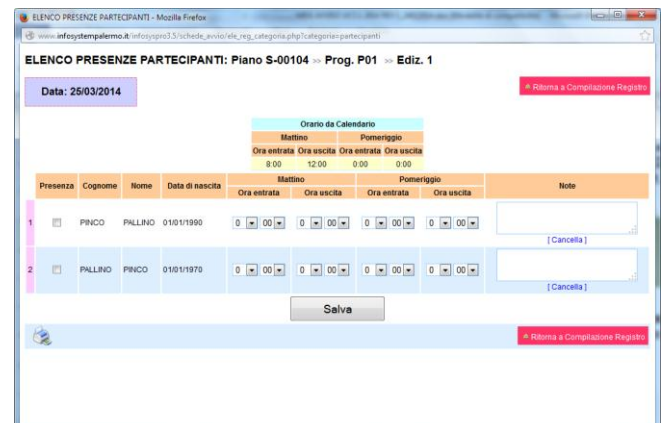 ELENCO PRESENZE PARTECIPANTI - Mozilla Firefox
www.infosystempalermo.it/infosyspro3.5/schede_avvio/ele_reg_categoria.php?categoria=partecipanti
ELENCO PRESENZE PARTECIPANTI: Piano S-00104 >> Prog. P01 >> Ediz. 1
Data: 25/03/2014
Ritorna a Compilazione Registro
Orario da Calendario
Mattino Pomeriggio
Ora entrata Ora uscita Ora entrata Ora uscita
8:00 12:00 0:00 0:00
Presenza Cognome Nome Data di nascita Mattino Pomeriggio Note
Ora entrata Ora uscita Ora entrata Ora uscita
1 PINCO PALLINO 01/01/1990 0 00 0 00 0 00 0 00
[ Cancella ]
2 PALLINO PINCO 01/01/1970 0 00 0 00 0 00 0 00
[ Cancella ]
Salva
Ritorna a Compilazione Registro